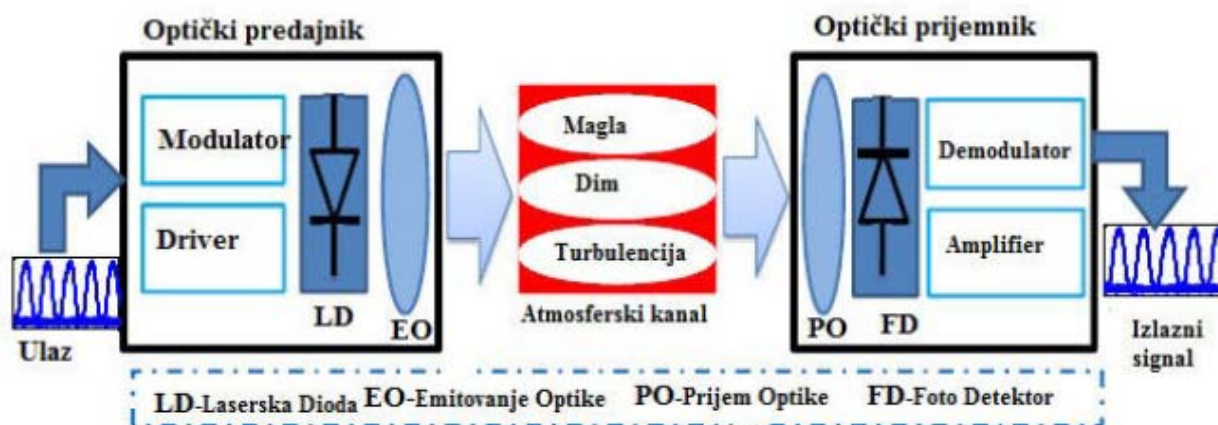 Optički predajnik
Optički prijemnik
Modulator
Driver
LD
EO
Ulaz
Magla
Dim
Turbulencija
Atmosferski kanal
PO
FD
Demodulator
Amplifier
Izlazni
signal
LD-Laserska Dioda EO-Emitovanje Optike PO-Prijem Optike FD-Foto Detektor